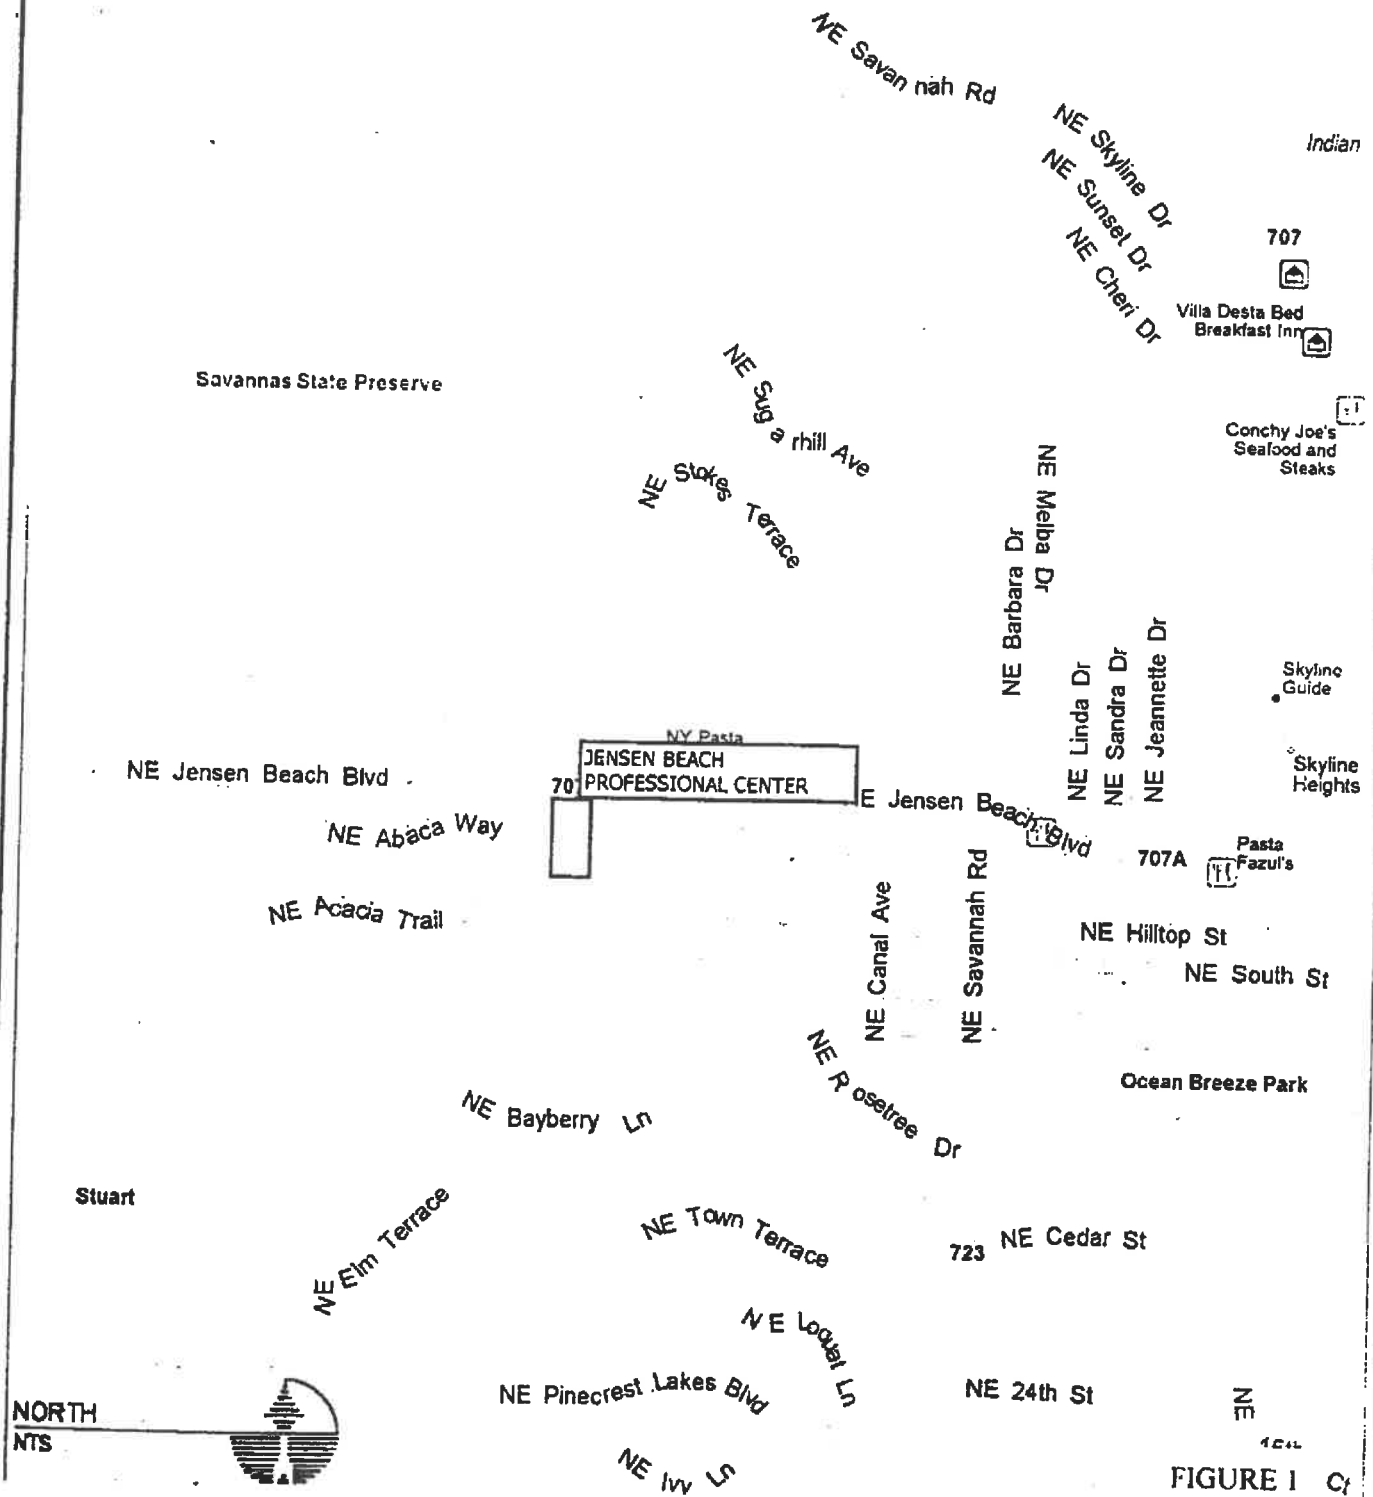 NE Savannah Rd
NE Skyline Dr
Indian
NE Sunset Dr
707
NE Cheri Dr
Villa Desta Bed
Breakfast Inn
NE Sugarhill Ave
Savannas State Preserve
Conchy Joe's
Seafood and
Steaks
NE Stokes Terrace
NE Melba Dr
NE Barbara Dr
NE Linda Dr
NE Sandra Dr
NE Jeannette Dr
Skyline
Guide
NY Pasta
JENSEN BEACH
PROFESSIONAL CENTER
NE Jensen Beach Blvd
70
E Jensen Beach Blvd
Skyline
Heights
NE Abaca Way
707A
Pasta
Fazul's
NE Acacia Trail
NE Canal Ave
NE Savannah Rd
NE Hilltop St
NE South St
NE Rosetree Dr
Ocean Breeze Park
NE Bayberry Ln
Stuart
NE Elm Terrace
NE Town Terrace
723
NE Cedar St
NE Loquat Ln
NE Pinecrest Lakes Blvd
NE 24th St
NE
NORTH
NTS
NE Ivy Ln
FIGURE 1